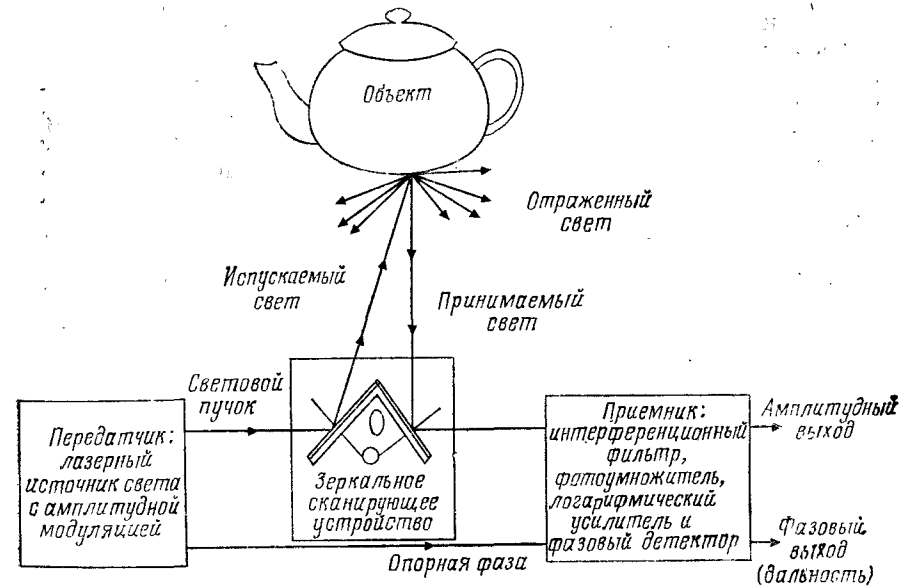 Объект
Отраженный
свет
Испускаемый
свет
Принимаемый
свет
Световой
пучок
Передатчик:
лазерный
источник света
с амплитудной
модуляцией
Зеркальное
сканирующее
устройство
Приемник:
интерференционный
фильтр,
фотоумножитель,
логарифмический
усилитель и
фазовый детектор
Амплитудный
выход
Опорная фаза
Фазовый
выход
(дальность)